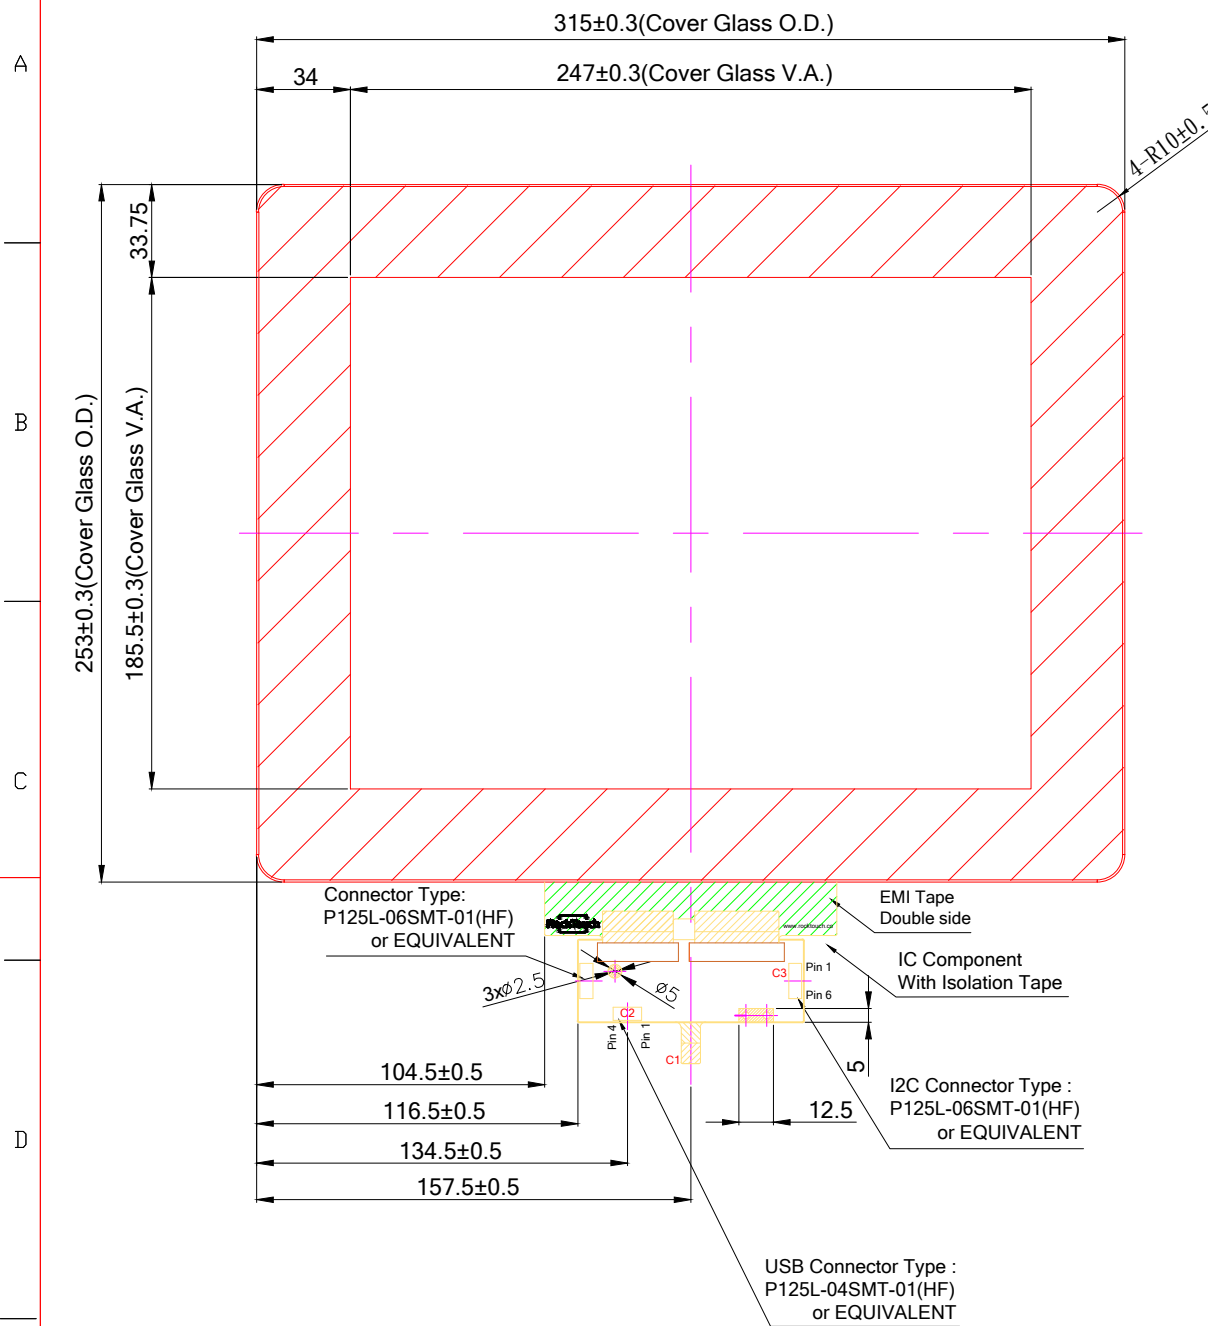 315±0.3(Cover Glass O.D.)
A
34
247±0.3(Cover Glass V.A.)
4-R10±0.5
33.75
B
253±0.3(Cover Glass O.D.)
185.5±0.3(Cover Glass V.A.)
C
Connector Type:
P125L-06SMT-01(HF)
or EQUIVALENT
EMI Tape
Double side
RockTouch
www.rocktouch.co
IC Component
With Isolation Tape
C3
Pin 1
Pin 6
3xø2.5
ø5
C2
Pin 4
Pin 1
C1
5
104.5±0.5
I2C Connector Type :
P125L-06SMT-01(HF)
or EQUIVALENT
116.5±0.5
12.5
D
134.5±0.5
157.5±0.5
USB Connector Type :
P125L-04SMT-01(HF)
or EQUIVALENT